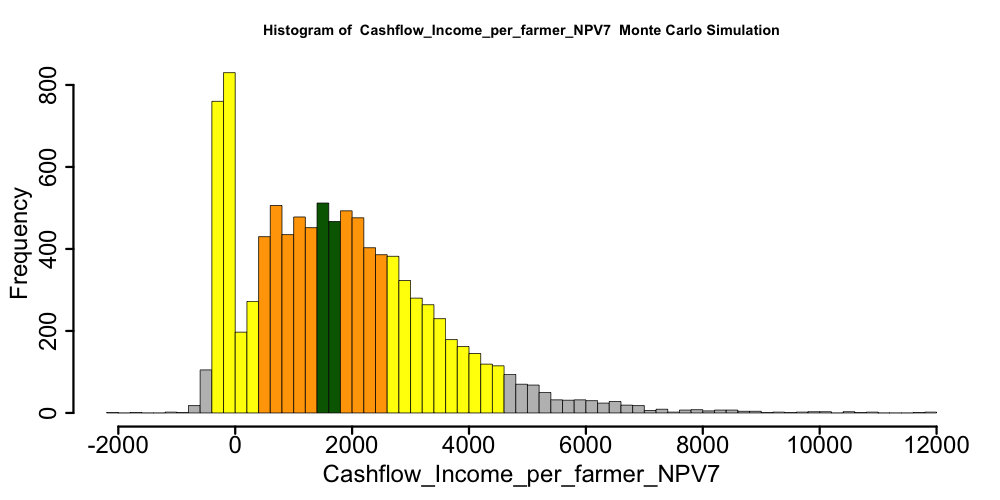 Histogram of Cashflow_Income_per_farmer_NPV7 Monte Carlo Simulation
Frequency
800
600
400
200
0
-2000 0 2000 4000 6000 8000 10000 12000
Cashflow_Income_per_farmer_NPV7